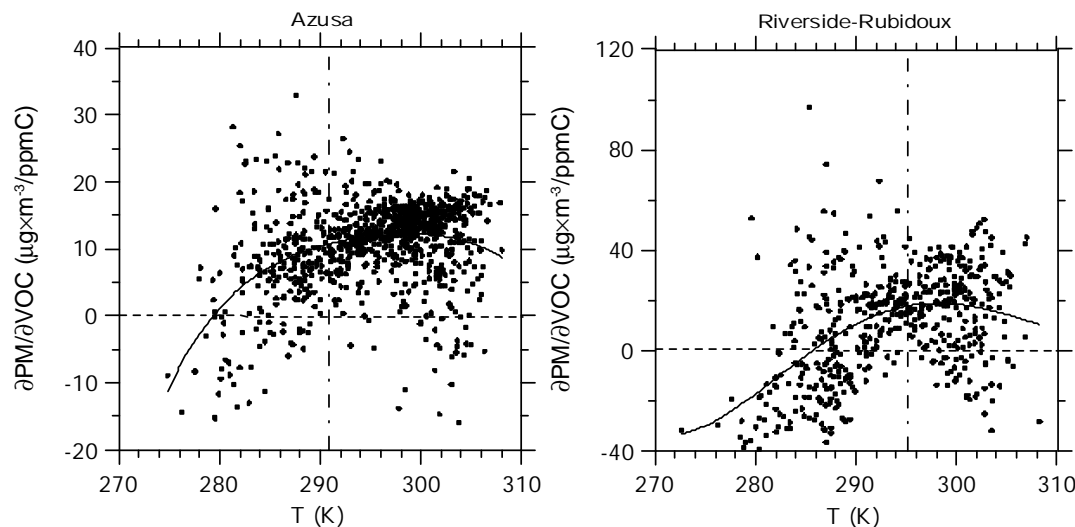 Azusa
40
30
20
10
0
-10
-20
270 280 290 300 310
T (K)
∂PM/∂VOC (µg×m⁻³/ppmC)
Riverside-Rubidoux
120
80
40
0
-40
270 280 290 300 310
T (K)
∂PM/∂VOC (µg×m⁻³/ppmC)